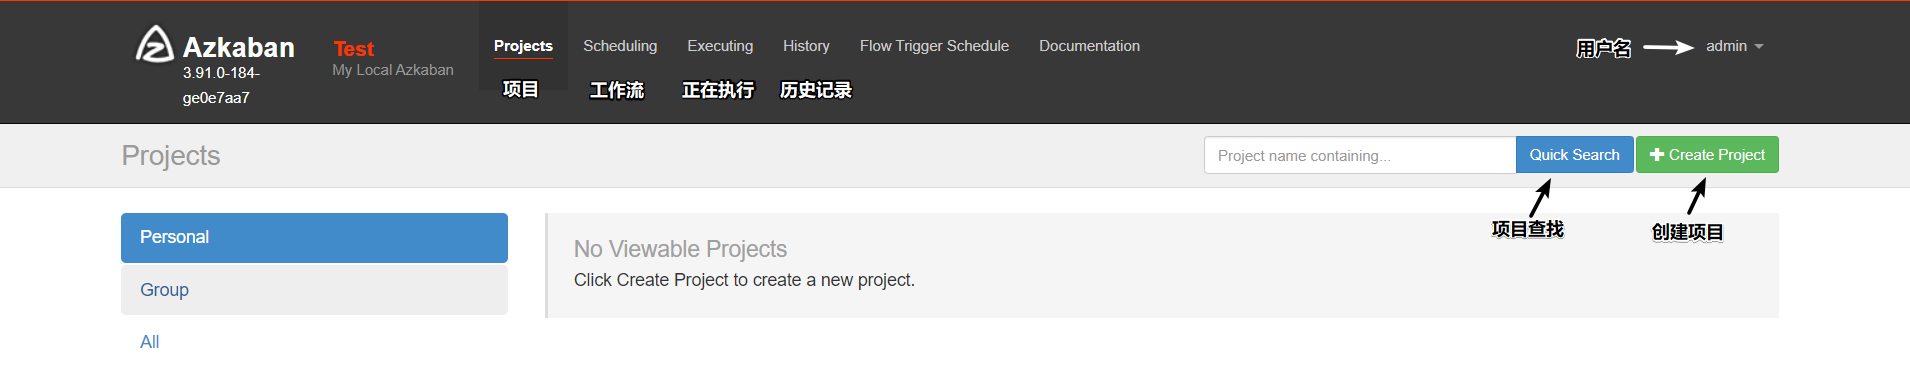 Azkaban
3.91.0-184-
ge0e7aa7
Test
My Local Azkaban
Projects
Scheduling
Executing
History
Flow Trigger Schedule
Documentation
项目
工作流
正在执行
历史记录
用户名
admin
Projects
Project name containing...
Quick Search
Create Project
项目查找
创建项目
Personal
Group
All
No Viewable Projects
Click Create Project to create a new project.